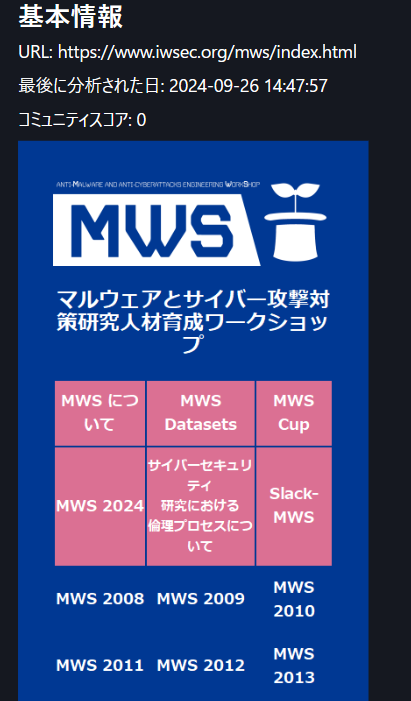 基本情報
URL: https://www.iwsec.org/mws/index.html
最後に分析された日: 2024-09-26 14:47:57
コミュニティスコア: 0
ANTI MALWARE AND ANTI-CYBERATTACKS ENGINEERING WORKSHOP
MWS
マルウェアとサイバー攻撃対
策研究人材育成ワークショッ
プ
MWS につ
いて
MWS
Datasets
MWS
Cup
MWS 2024
サイバーセキュリ
ティ
研究における
倫理プロセスにつ
いて
Slack-
MWS
MWS 2008
MWS 2009
MWS
2010
MWS 2011
MWS 2012
MWS
2013